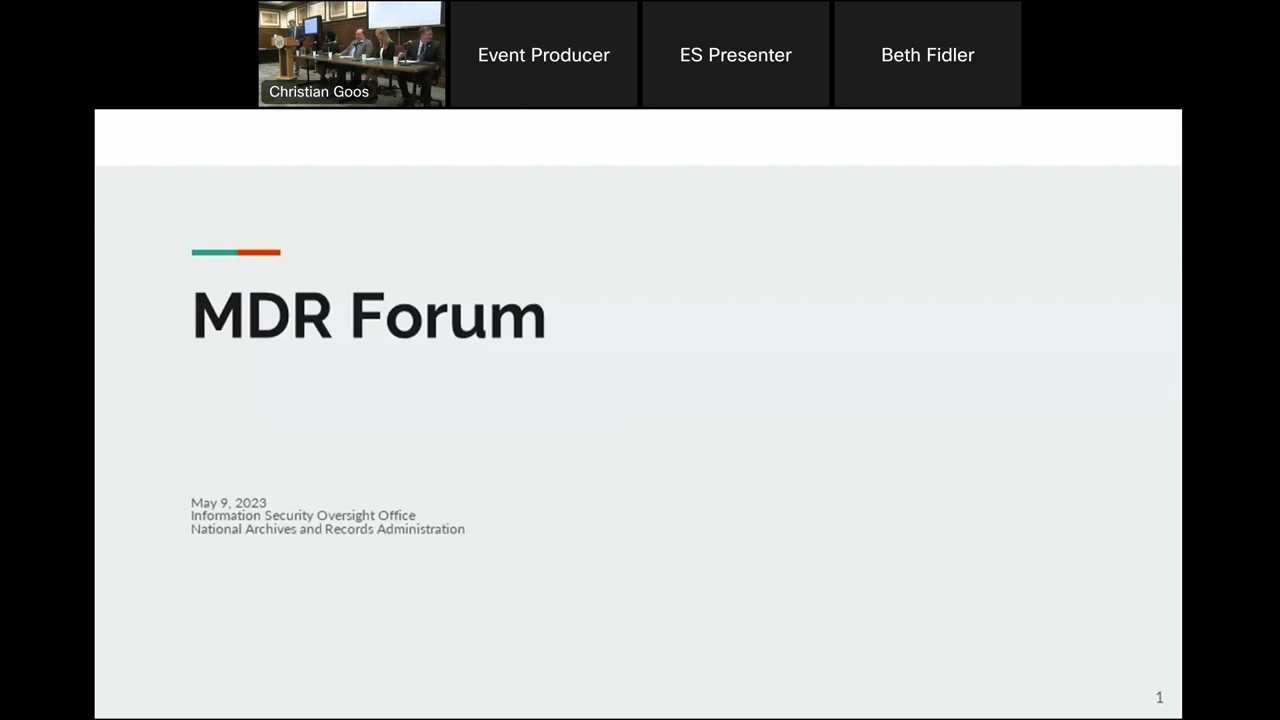 Christian Goos
Event Producer
ES Presenter
Beth Fidler
MDR Forum
May 9, 2023
Information Security Oversight Office
National Archives and Records Administration
1